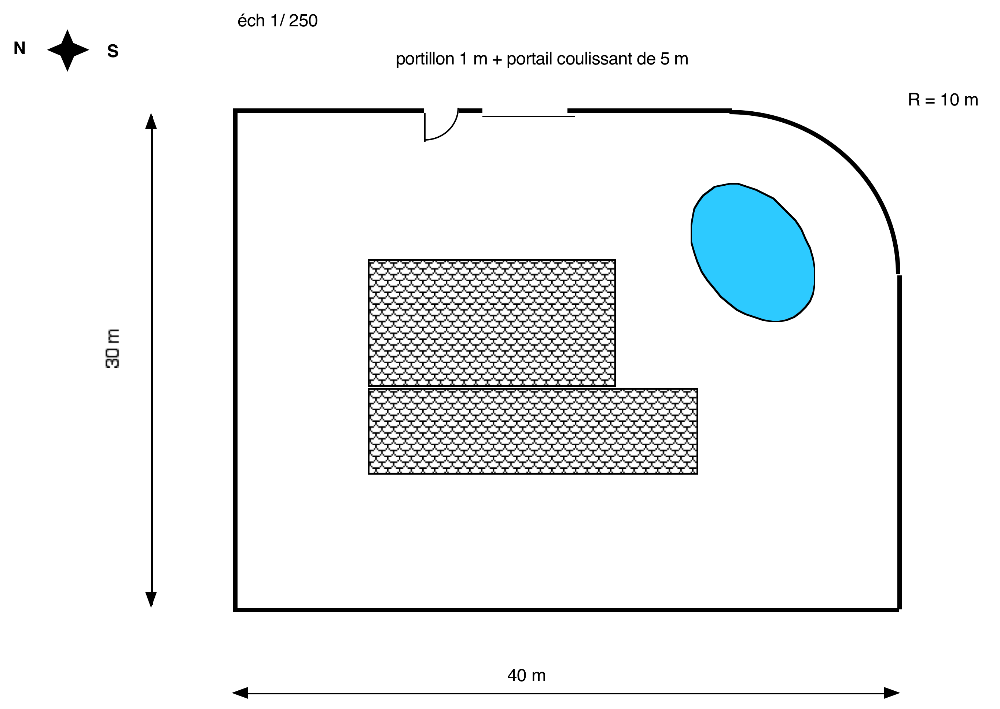 éch 1/ 250
N
S
portillon 1 m + portail coulissant de 5 m
R = 10 m
30 m
40 m